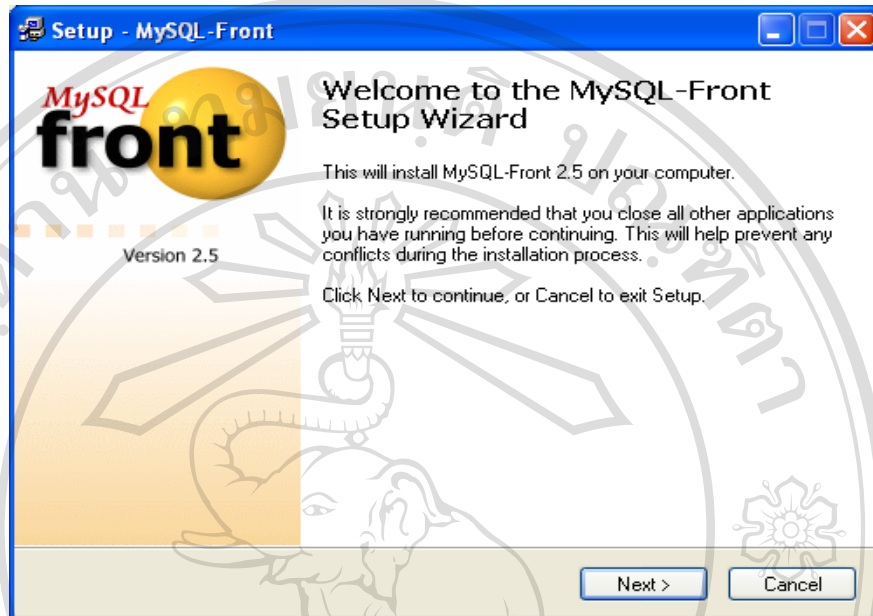 Setup - MySQL-Front
MySQL
front
Version 2.5
Welcome to the MySQL-Front
Setup Wizard
This will install MySQL-Front 2.5 on your computer.
It is strongly recommended that you close all other applications
you have running before continuing. This will help prevent any
conflicts during the installation process.
Click Next to continue, or Cancel to exit Setup.
Next >
Cancel